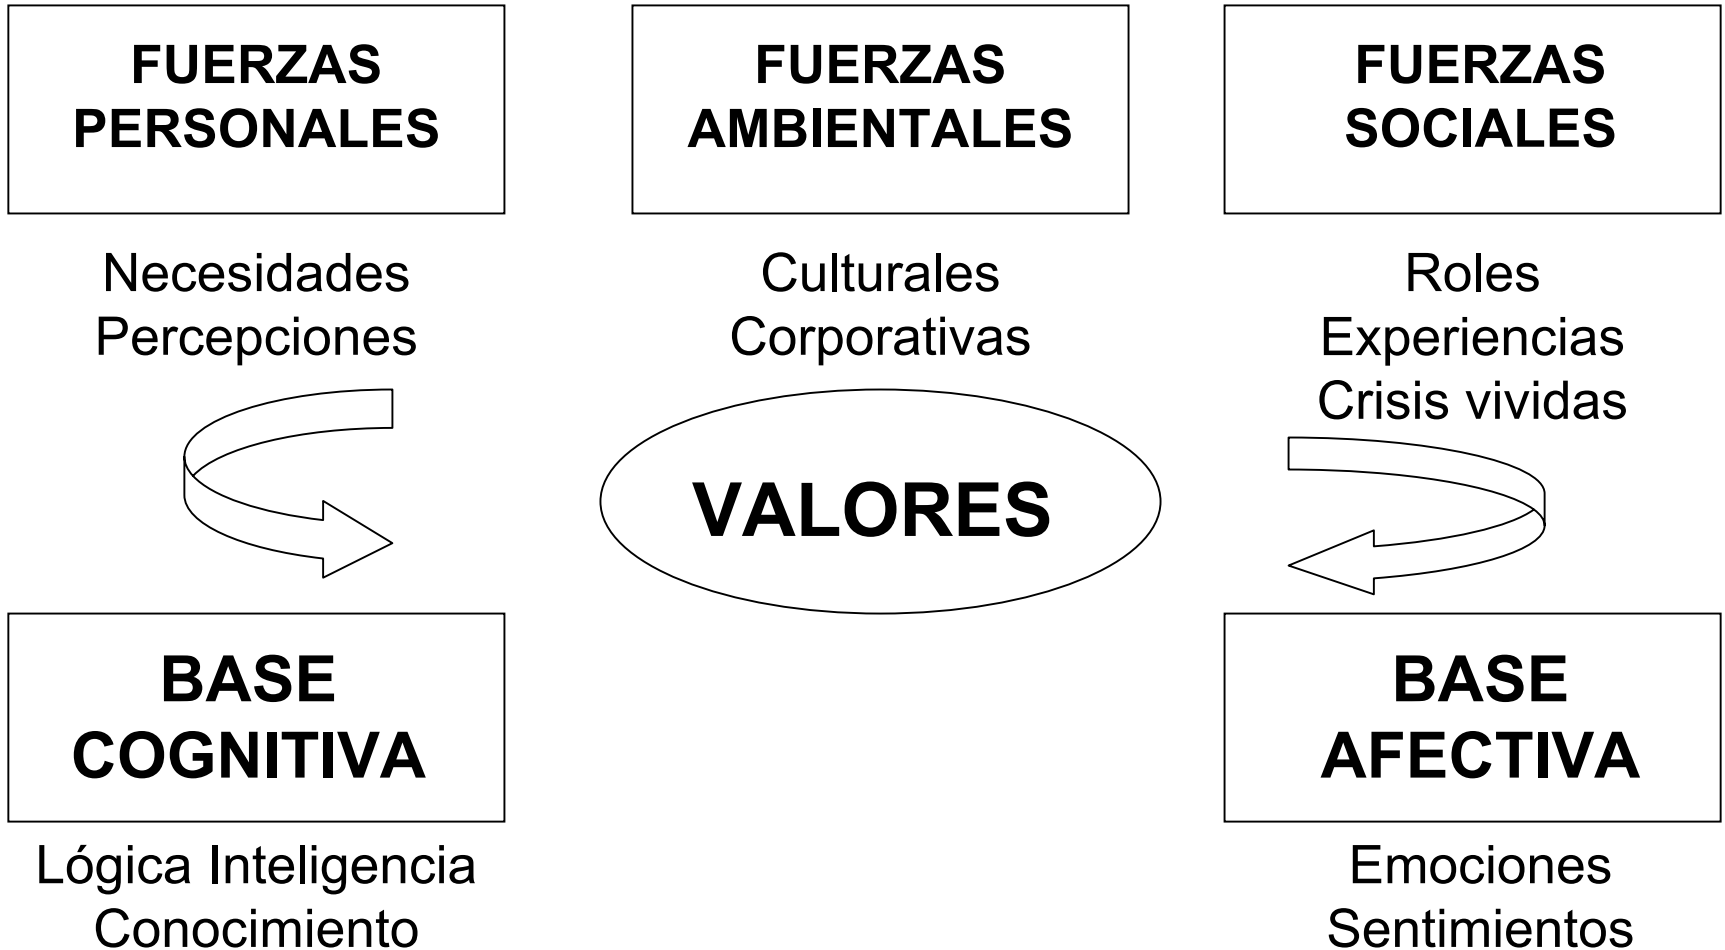 FUERZAS
PERSONALES
FUERZAS
AMBIENTALES
FUERZAS
SOCIALES
Necesidades
Percepciones
Culturales
Corporativas
Roles
Experiencias
Crisis vividas
VALORES
BASE
COGNITIVA
BASE
AFECTIVA
Lógica Inteligencia
Conocimiento
Emociones
Sentimientos